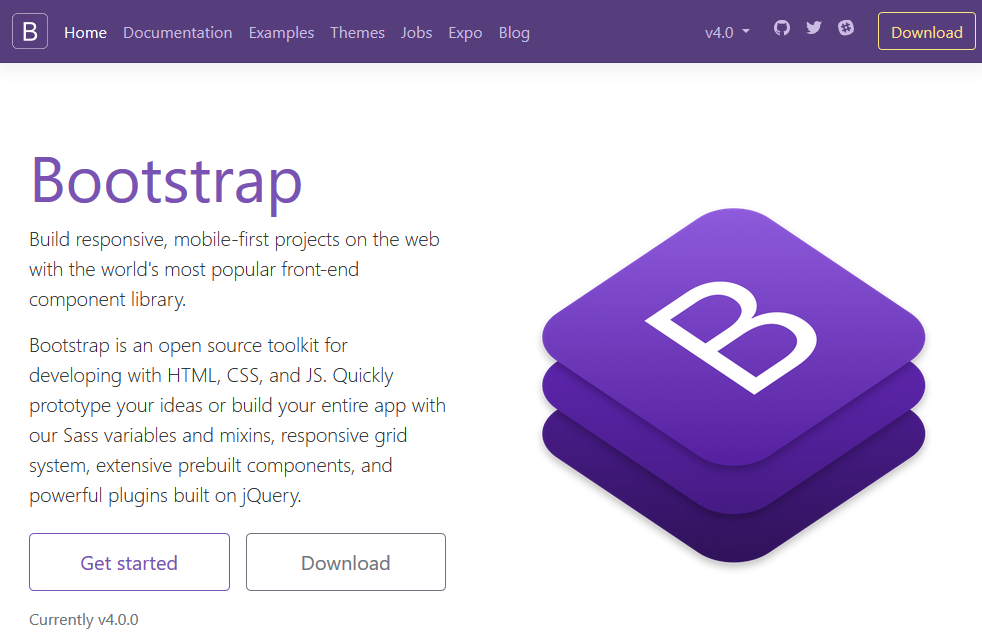 B Home Documentation Examples Themes Jobs Expo Blog v4.0 Download
Bootstrap
Build responsive, mobile-first projects on the web
with the world's most popular front-end
component library.
Bootstrap is an open source toolkit for
developing with HTML, CSS, and JS. Quickly
prototype your ideas or build your entire app with
our Sass variables and mixins, responsive grid
system, extensive prebuilt components, and
powerful plugins built on jQuery.
Get started Download
Currently v4.0.0
B